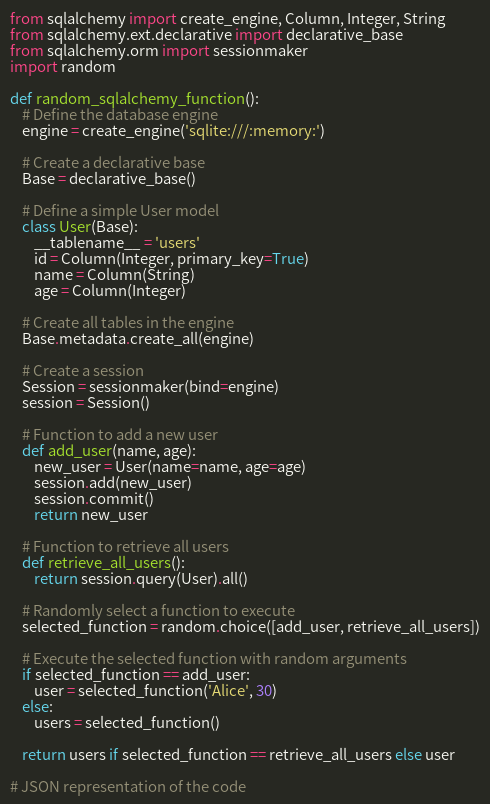 from sqlalchemy import create_engine, Column, Integer, String
from sqlalchemy.ext.declarative import declarative_base
from sqlalchemy.orm import sessionmaker
import random

def random_sqlalchemy_function():
    # Define the database engine
    engine = create_engine('sqlite:///:memory:')

    # Create a declarative base
    Base = declarative_base()

    # Define a simple User model
    class User(Base):
        __tablename__ = 'users'
        id = Column(Integer, primary_key=True)
        name = Column(String)
        age = Column(Integer)

    # Create all tables in the engine
    Base.metadata.create_all(engine)

    # Create a session
    Session = sessionmaker(bind=engine)
    session = Session()

    # Function to add a new user
    def add_user(name, age):
        new_user = User(name=name, age=age)
        session.add(new_user)
        session.commit()
        return new_user

    # Function to retrieve all users
    def retrieve_all_users():
        return session.query(User).all()

    # Randomly select a function to execute
    selected_function = random.choice([add_user, retrieve_all_users])

    # Execute the selected function with random arguments
    if selected_function == add_user:
        user = selected_function('Alice', 30)
    else:
        users = selected_function()

    return users if selected_function == retrieve_all_users else user

# JSON representation of the code